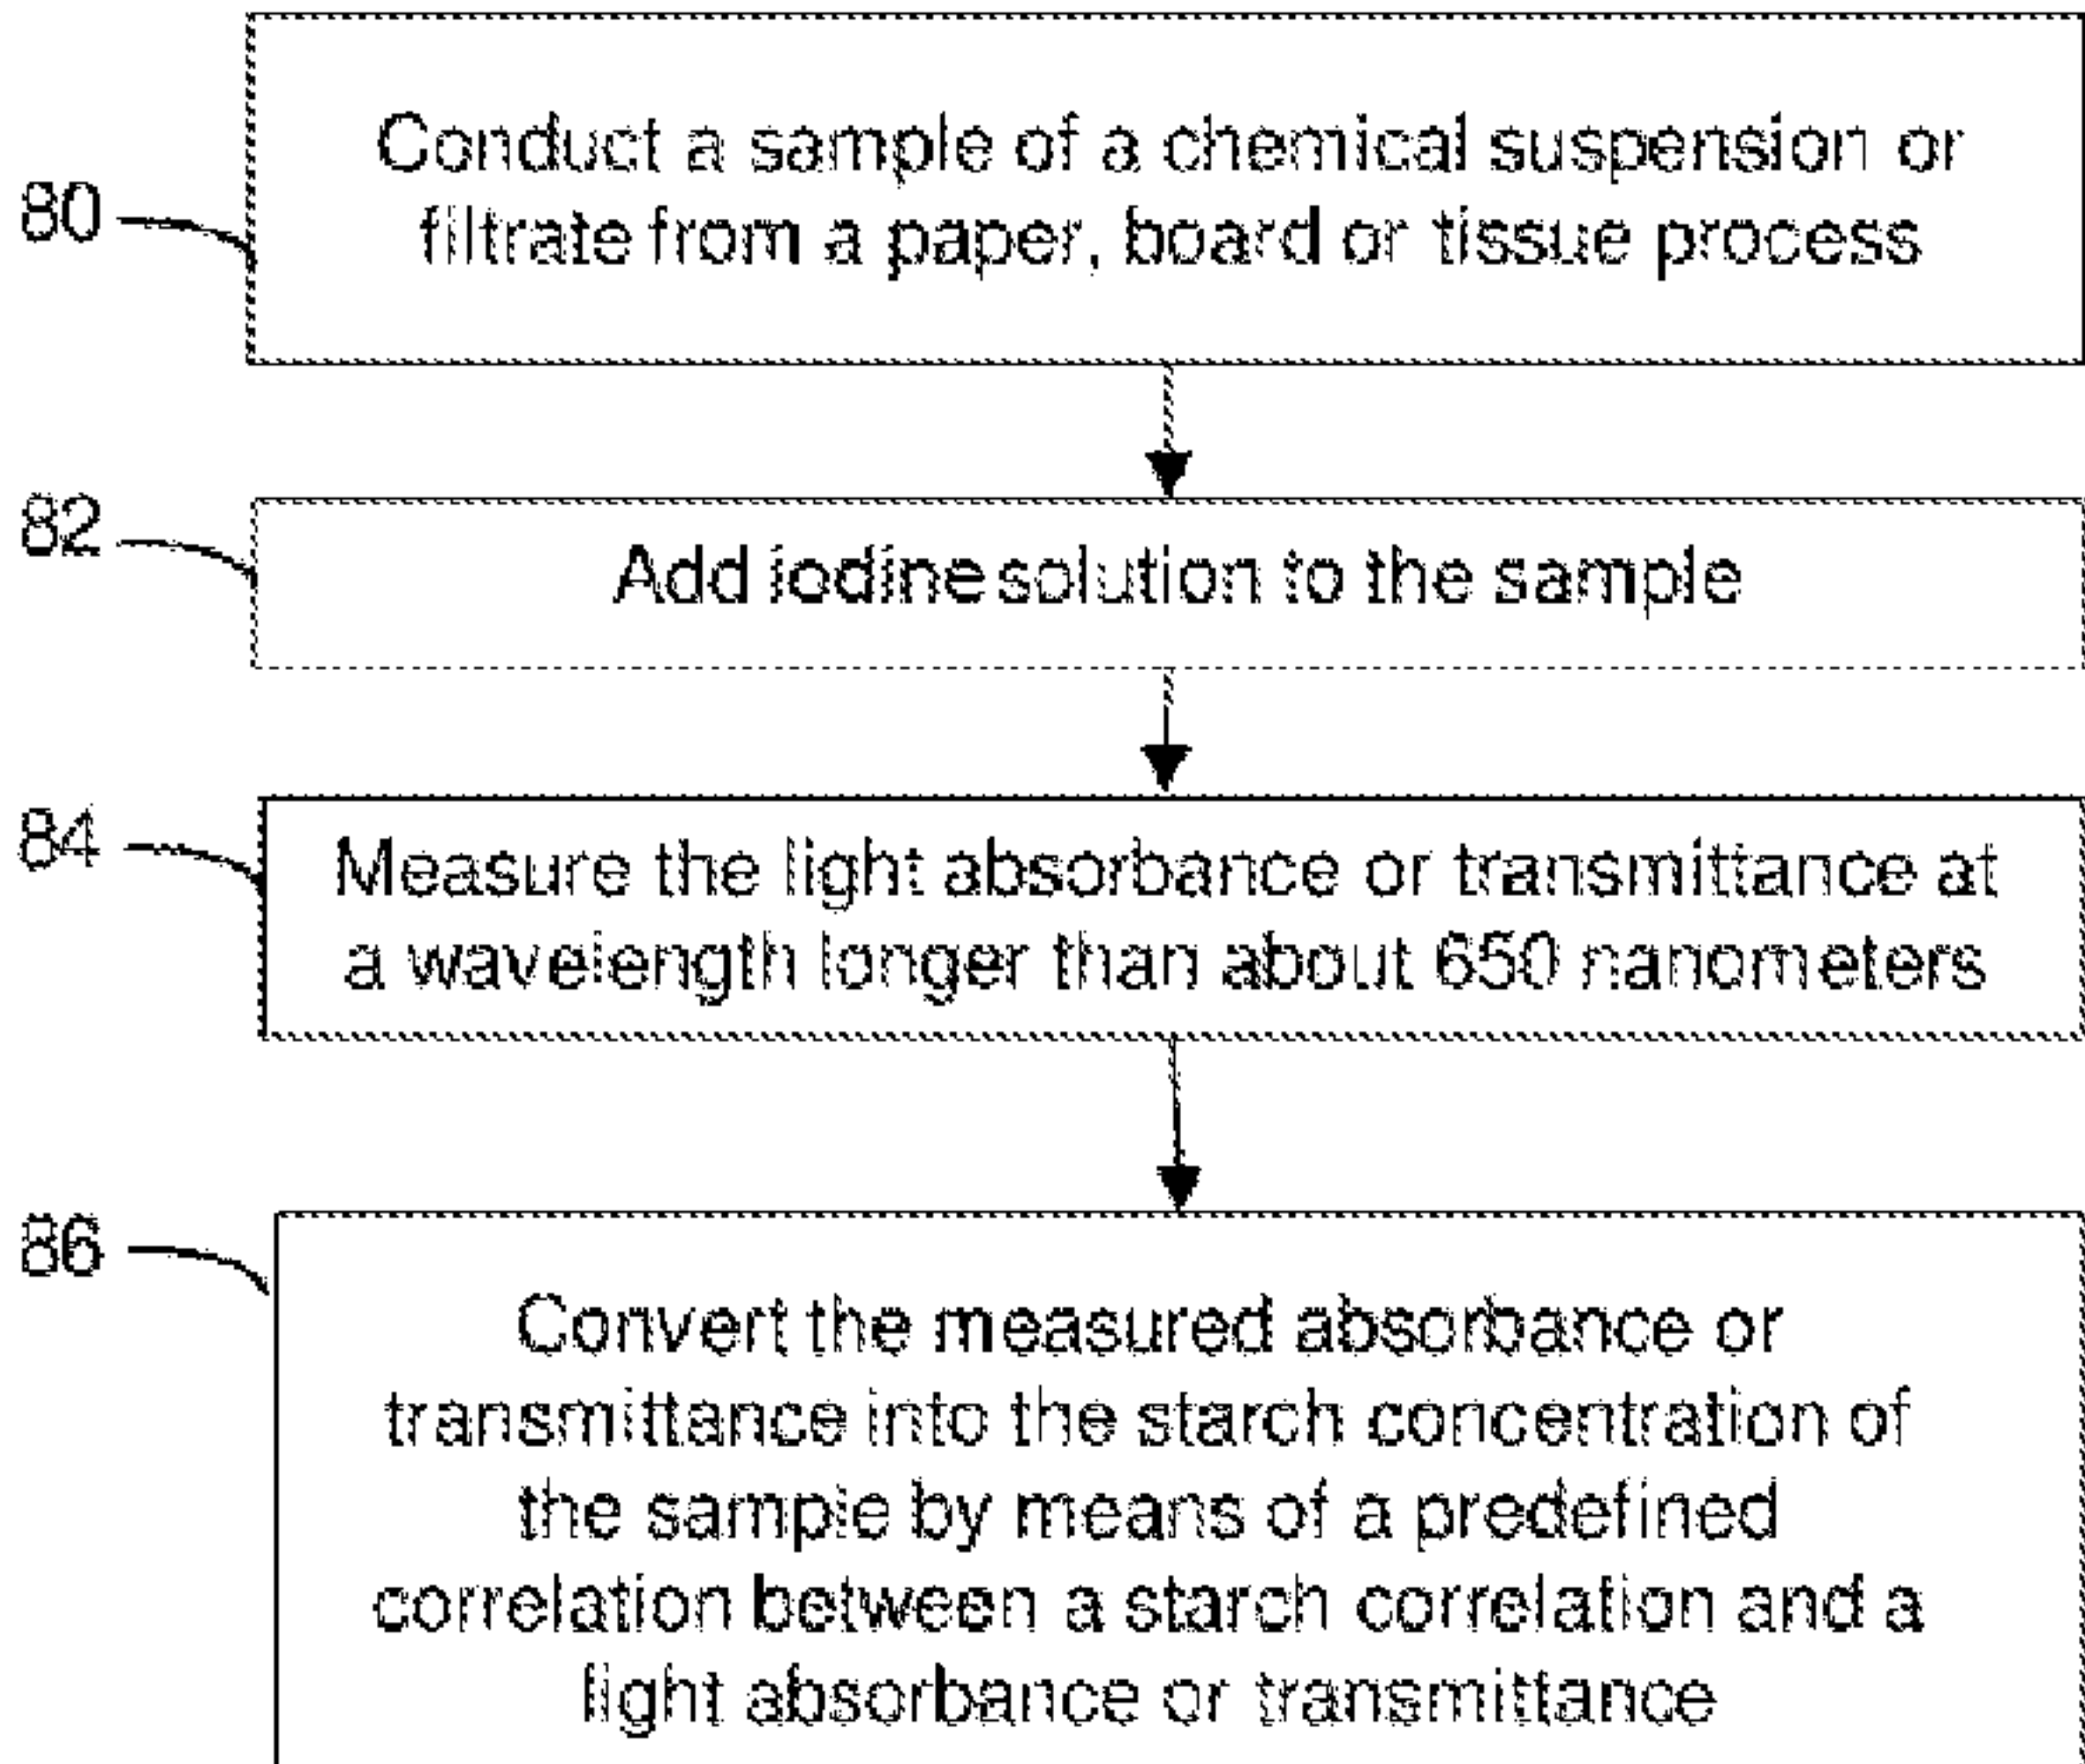 Conduct a sample of a chemical suspension or
80
filtrate from a paper, board or tissue process
82
Add iodine solution to the sample
84
Measure the light absorbance or transmittance at
a wavelength longer than about 650 nanometers
86
Convert the measured absorbance or
transmittance into the starch concentration of
the sample by means of a predefined
correlation between a starch correlation and a
light absorbance or transmittance